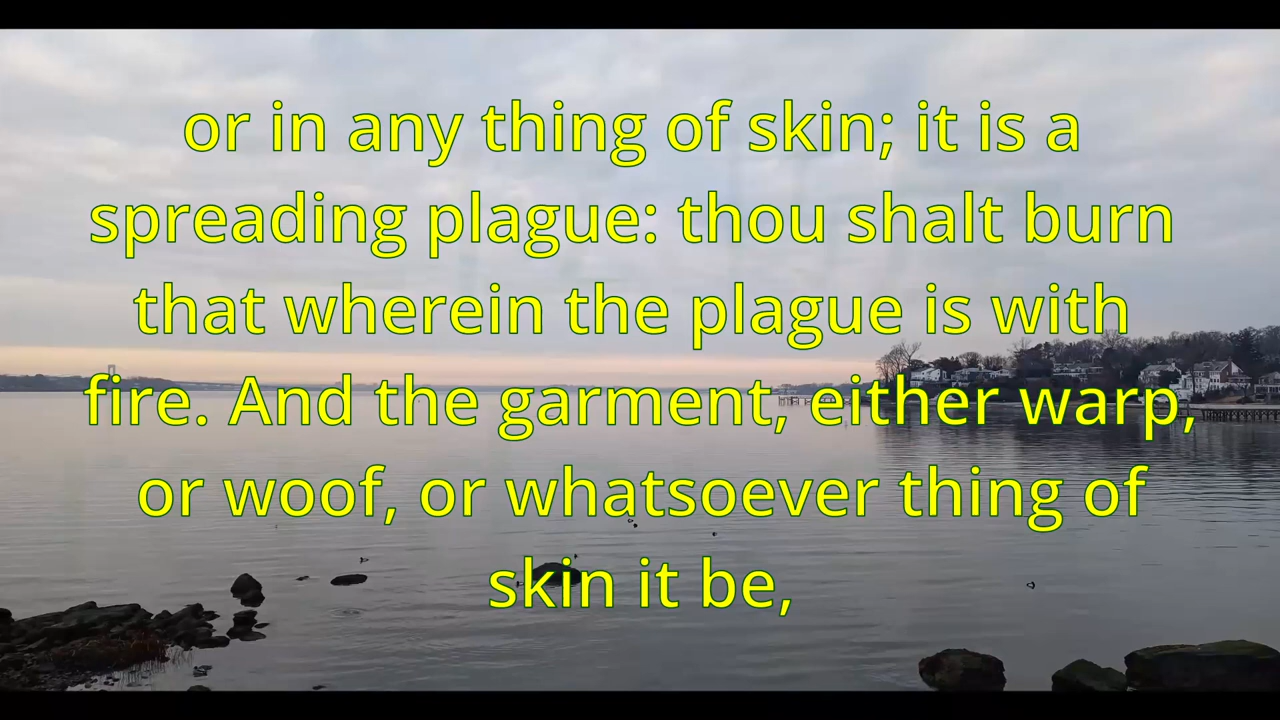 or in any thing of skin; it is a
spreading plague: thou shalt burn
that wherein the plague is with
fire. And the garment, either warp,
or woof, or whatsoever thing of
skin it be,